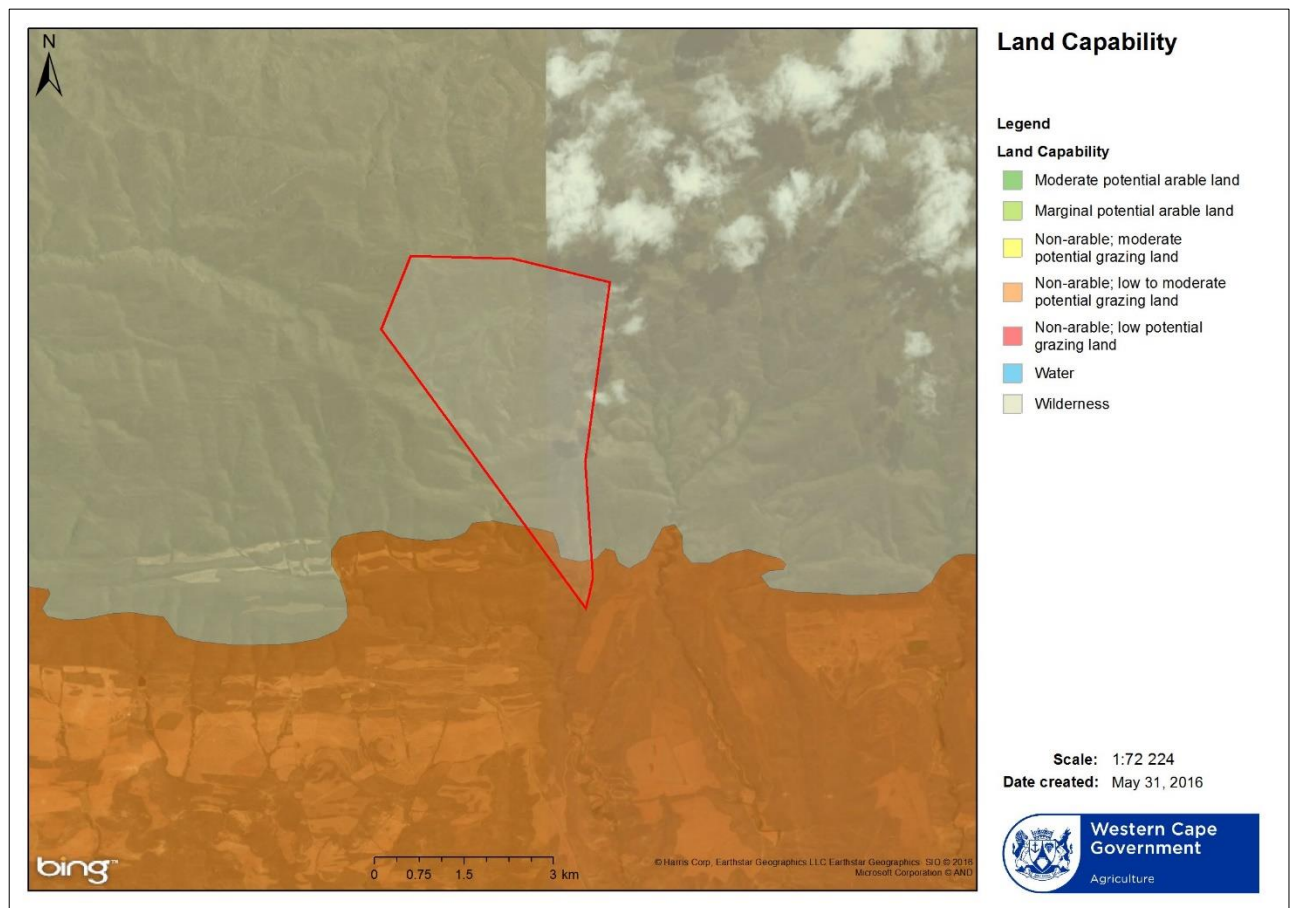 N
Land Capability
Legend
Land Capability
Moderate potential arable land
Marginal potential arable land
Non-arable; moderate
potential grazing land
Non-arable; low to moderate
potential grazing land
Non-arable; low potential
grazing land
Water
Wilderness
Scale: 1:72 224
Date created: May 31, 2016
Western Cape
Government
Agriculture
bing™
0 0.75 1.5 3 km
© Harris Corp, Earthstar Geographics LLC Earthstar Geographics SIO © 2016
Microsoft Corporation © AND